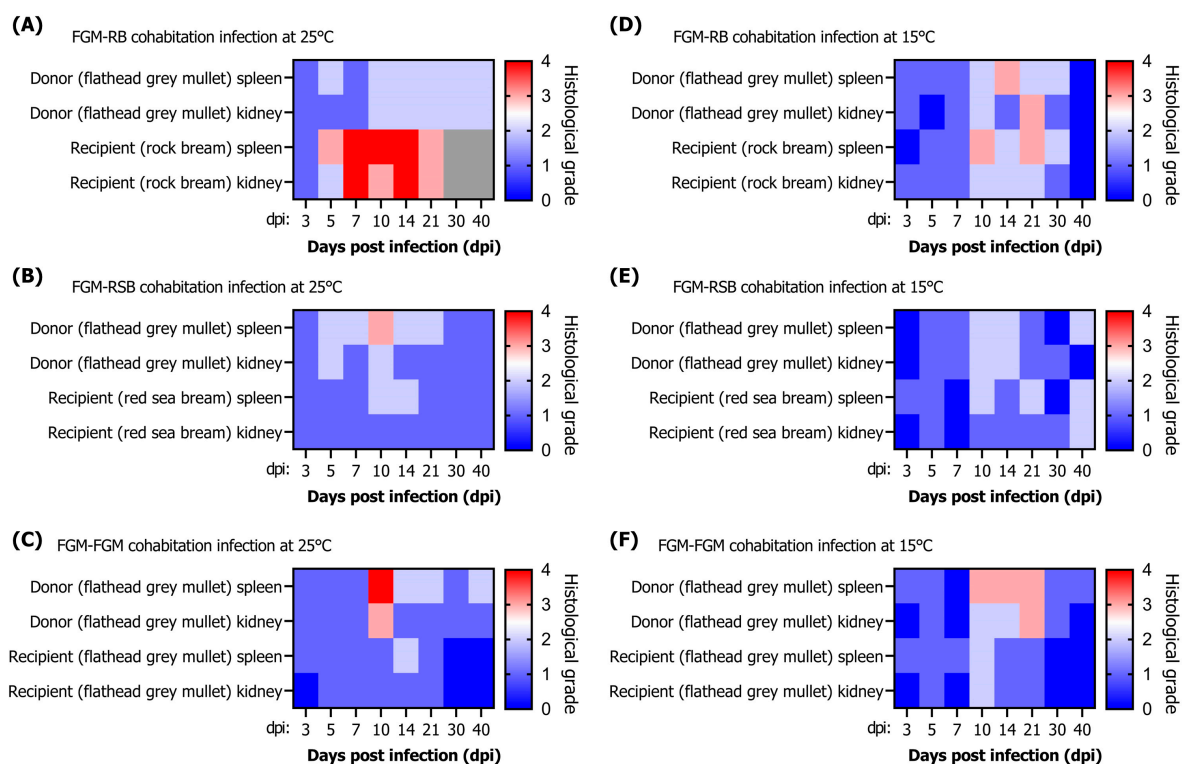 (A)
FGM-RB cohabitation infection at 25°C
Donor (flathead grey mullet) spleen
Donor (flathead grey mullet) kidney
Recipient (rock bream) spleen
Recipient (rock bream) kidney
dpi: 3 5 7 10 14 21 30 40
Days post infection (dpi)
4
3
2
1
0
Histological grade
(D)
FGM-RB cohabitation infection at 15°C
Donor (flathead grey mullet) spleen
Donor (flathead grey mullet) kidney
Recipient (rock bream) spleen
Recipient (rock bream) kidney
dpi: 3 5 7 10 14 21 30 40
Days post infection (dpi)
4
3
2
1
0
Histological grade
(B)
FGM-RSB cohabitation infection at 25°C
Donor (flathead grey mullet) spleen
Donor (flathead grey mullet) kidney
Recipient (red sea bream) spleen
Recipient (red sea bream) kidney
dpi: 3 5 7 10 14 21 30 40
Days post infection (dpi)
4
3
2
1
0
Histological grade
(E)
FGM-RSB cohabitation infection at 15°C
Donor (flathead grey mullet) spleen
Donor (flathead grey mullet) kidney
Recipient (red sea bream) spleen
Recipient (red sea bream) kidney
dpi: 3 5 7 10 14 21 30 40
Days post infection (dpi)
4
3
2
1
0
Histological grade
(C)
FGM-FGM cohabitation infection at 25°C
Donor (flathead grey mullet) spleen
Donor (flathead grey mullet) kidney
Recipient (flathead grey mullet) spleen
Recipient (flathead grey mullet) kidney
dpi: 3 5 7 10 14 21 30 40
Days post infection (dpi)
4
3
2
1
0
Histological grade
(F)
FGM-FGM cohabitation infection at 15°C
Donor (flathead grey mullet) spleen
Donor (flathead grey mullet) kidney
Recipient (flathead grey mullet) spleen
Recipient (flathead grey mullet) kidney
dpi: 3 5 7 10 14 21 30 40
Days post infection (dpi)
4
3
2
1
0
Histological grade